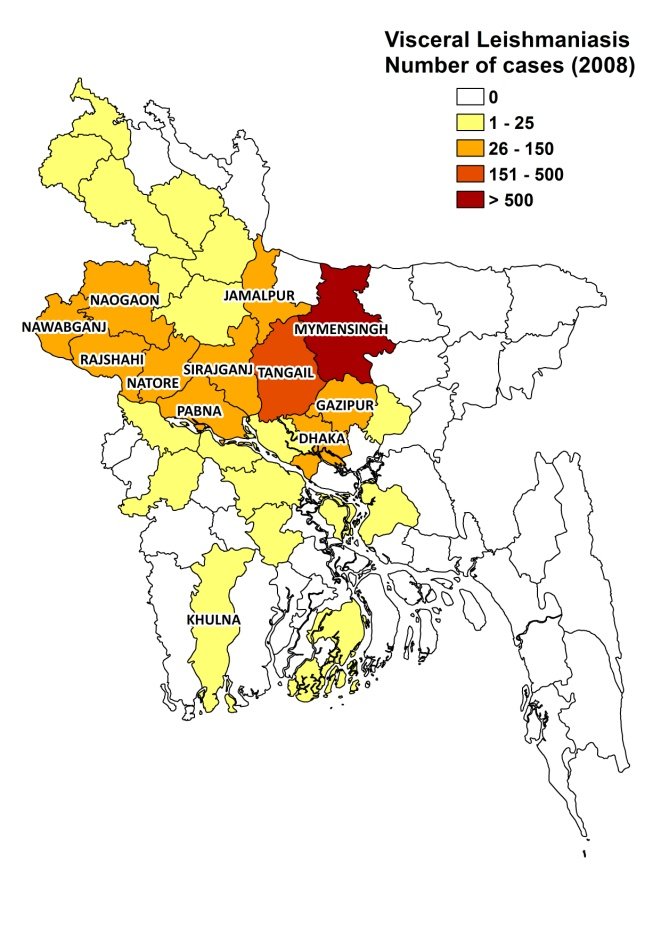 Visceral Leishmaniasis
Number of cases (2008)
0
1 - 25
26 - 150
151 - 500
> 500
NAOGAON
JAMALPUR
NAWABGANJ
MYMENSINGH
RAJSHAHI
SIRAJGANJ
TANGAIL
NATORE
GAZIPUR
PABNA
DHAKA
KHULNA